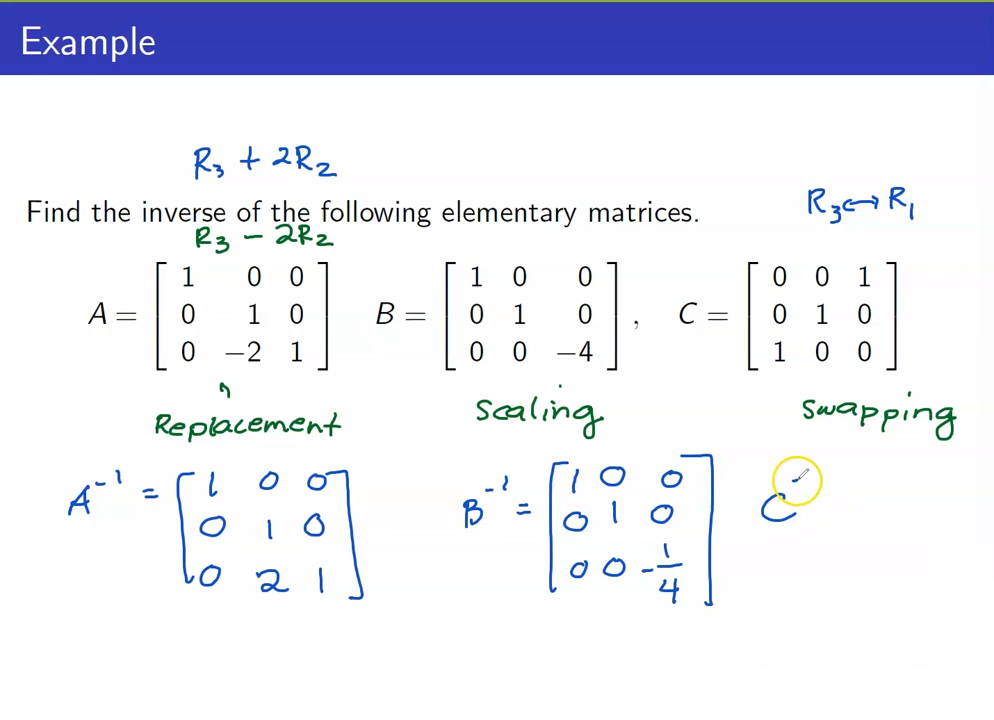 Example
R3 + 2R2
R3 ↔ R1
Find the inverse of the following elementary matrices.
R3 − 2R2
A = [ 1 0 0 ; 0 1 0 ; 0 −2 1 ] B = [ 1 0 0 ; 0 1 0 ; 0 0 −4 ] , C = [ 0 0 1 ; 0 1 0 ; 1 0 0 ]
Replacement Scaling Swapping
A⁻¹ = [ 1 0 0 ; 0 1 0 ; 0 2 1 ] B⁻¹ = [ 1 0 0 ; 0 1 0 ; 0 0 -1/4 ] C⁻